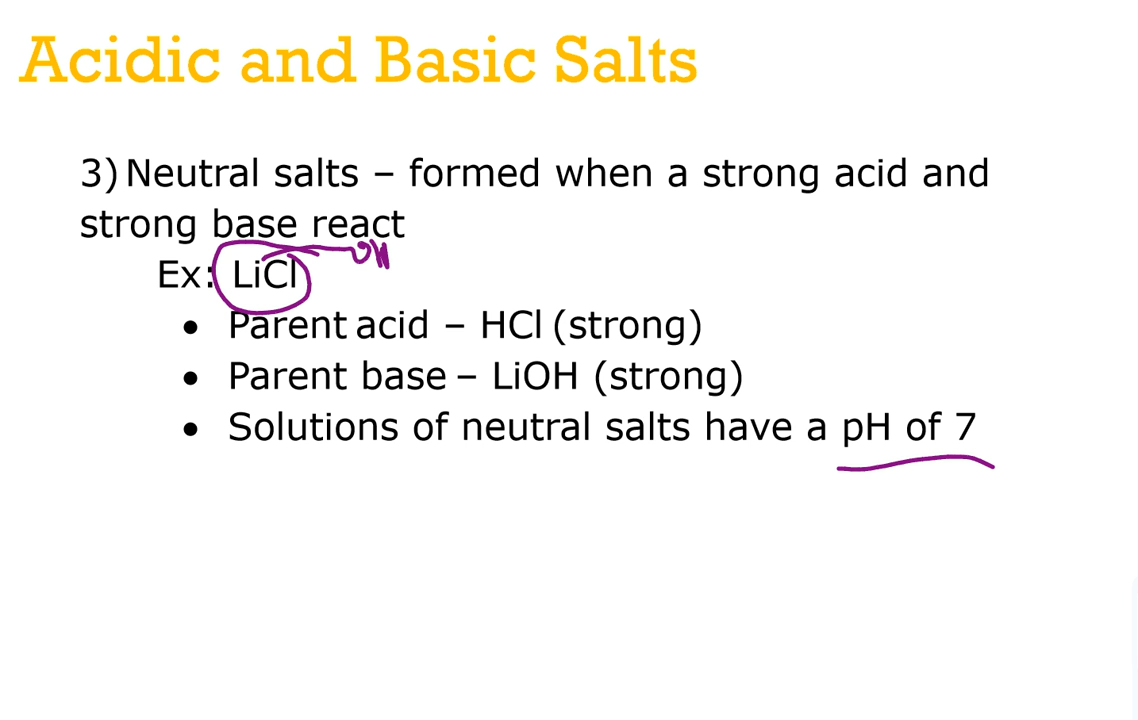 Acidic and Basic Salts
3) Neutral salts – formed when a strong acid and
strong base react
OH
Ex: LiCl
• Parent acid – HCl (strong)
• Parent base – LiOH (strong)
• Solutions of neutral salts have a pH of 7